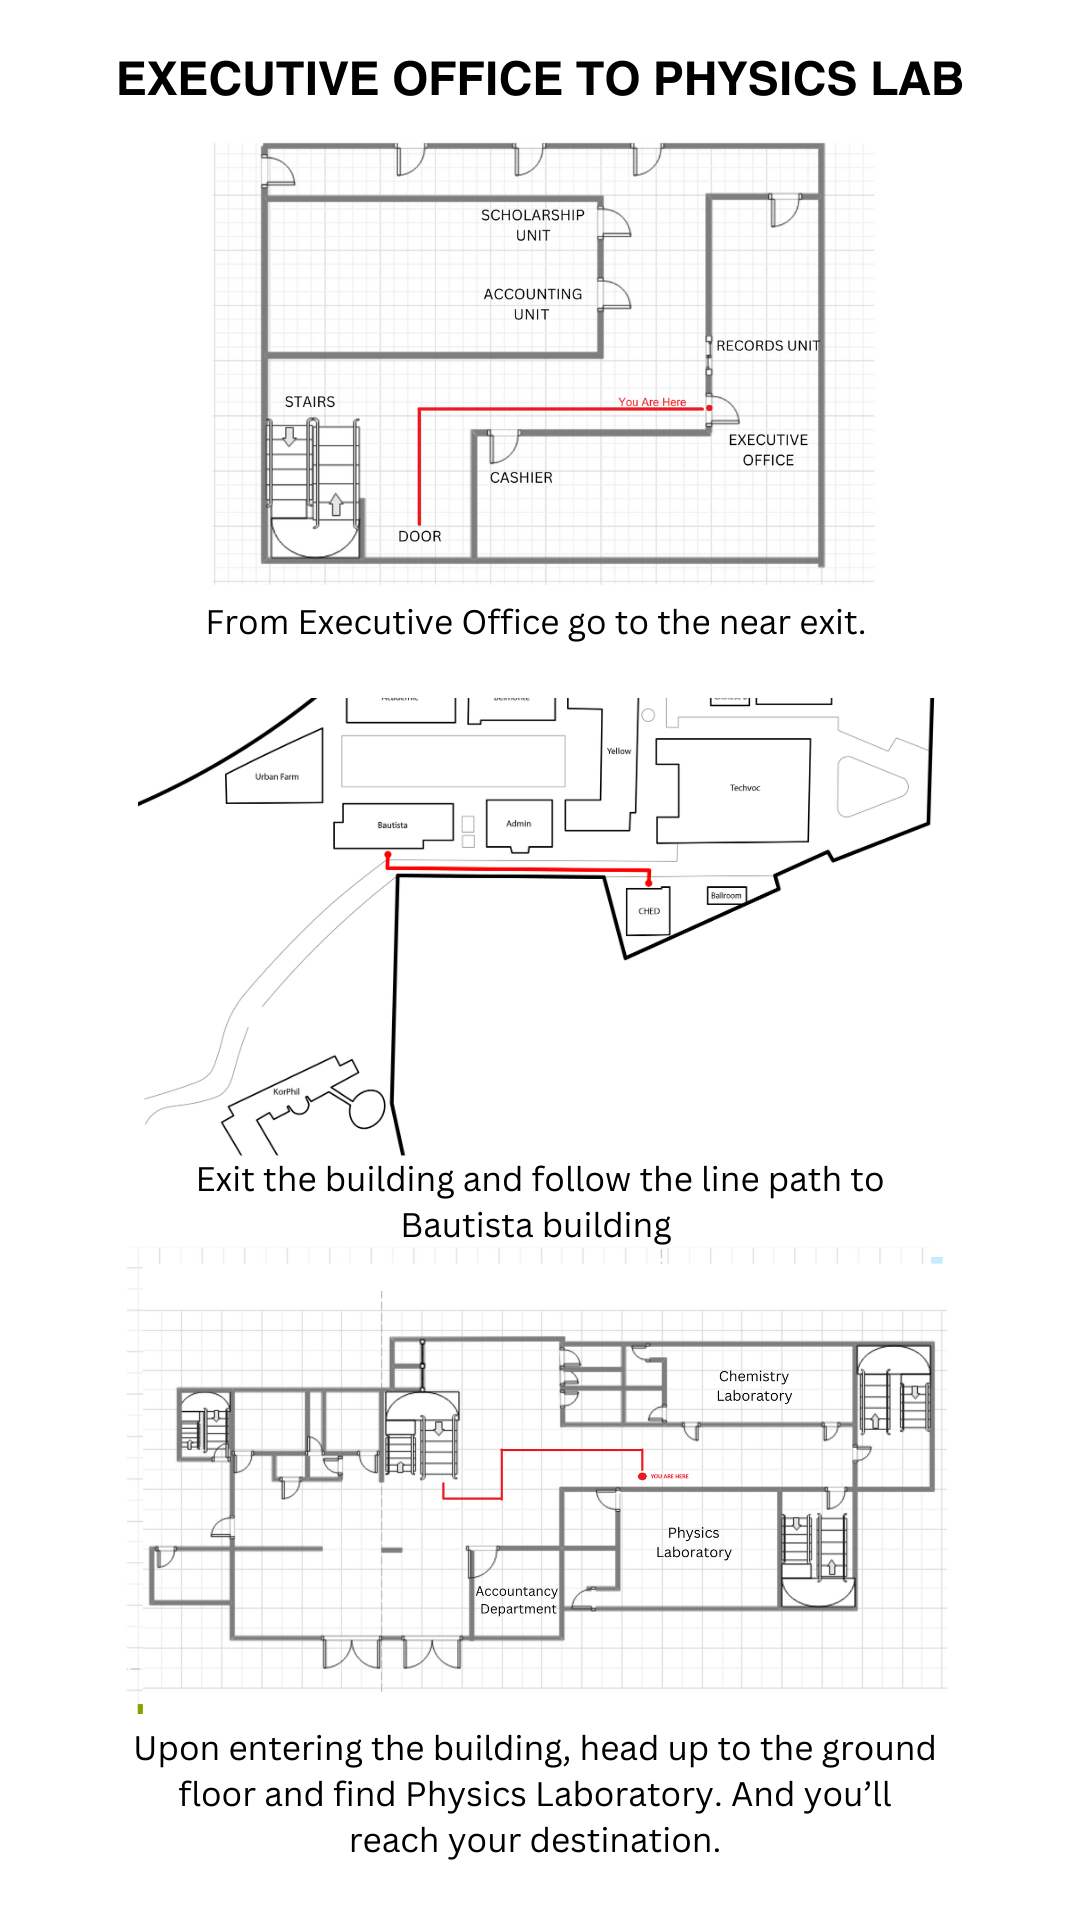 EXECUTIVE OFFICE TO PHYSICS LAB
SCHOLARSHIP
UNIT
ACCOUNTING
UNIT
RECORDS UNIT
STAIRS
You Are Here
EXECUTIVE
OFFICE
CASHIER
DOOR
From Executive Office go to the near exit.
Academic
Belmonte
Yellow
Urban Farm
Techvoc
Bautista
Admin
Ballroom
CHED
KorPhil
Exit the building and follow the line path to
Bautista building
Chemistry
Laboratory
YOU ARE HERE
Physics
Laboratory
Accountancy
Department
Upon entering the building, head up to the ground
floor and find Physics Laboratory. And you’ll
reach your destination.